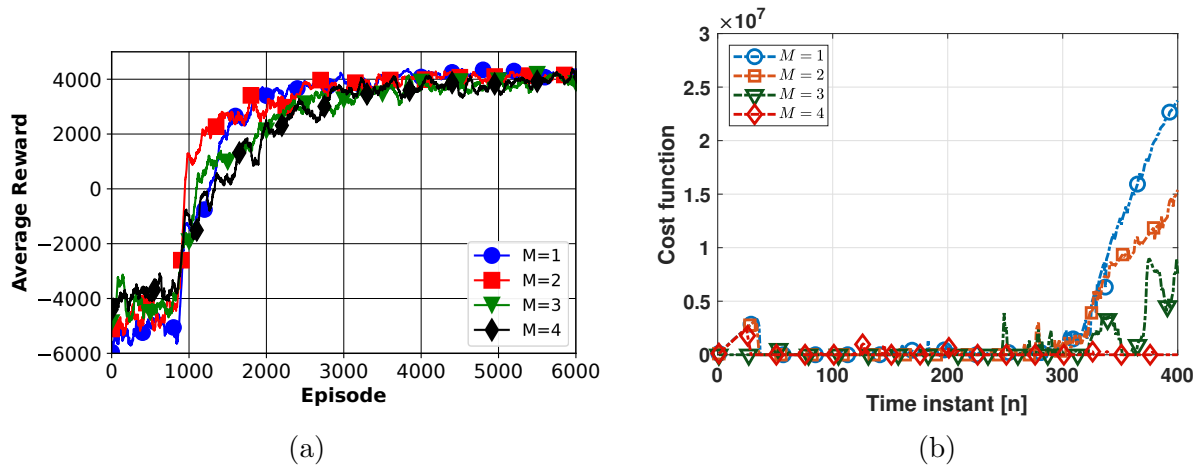 4000
2000
0
−2000
−4000
−6000
0
1000
2000
3000
4000
5000
6000
Average Reward
Episode
M=1
M=2
M=3
M=4
(a)
×10⁷
3
2.5
2
1.5
1
0.5
0
0
100
200
300
400
Cost function
Time instant [n]
M = 1
M = 2
M = 3
M = 4
(b)